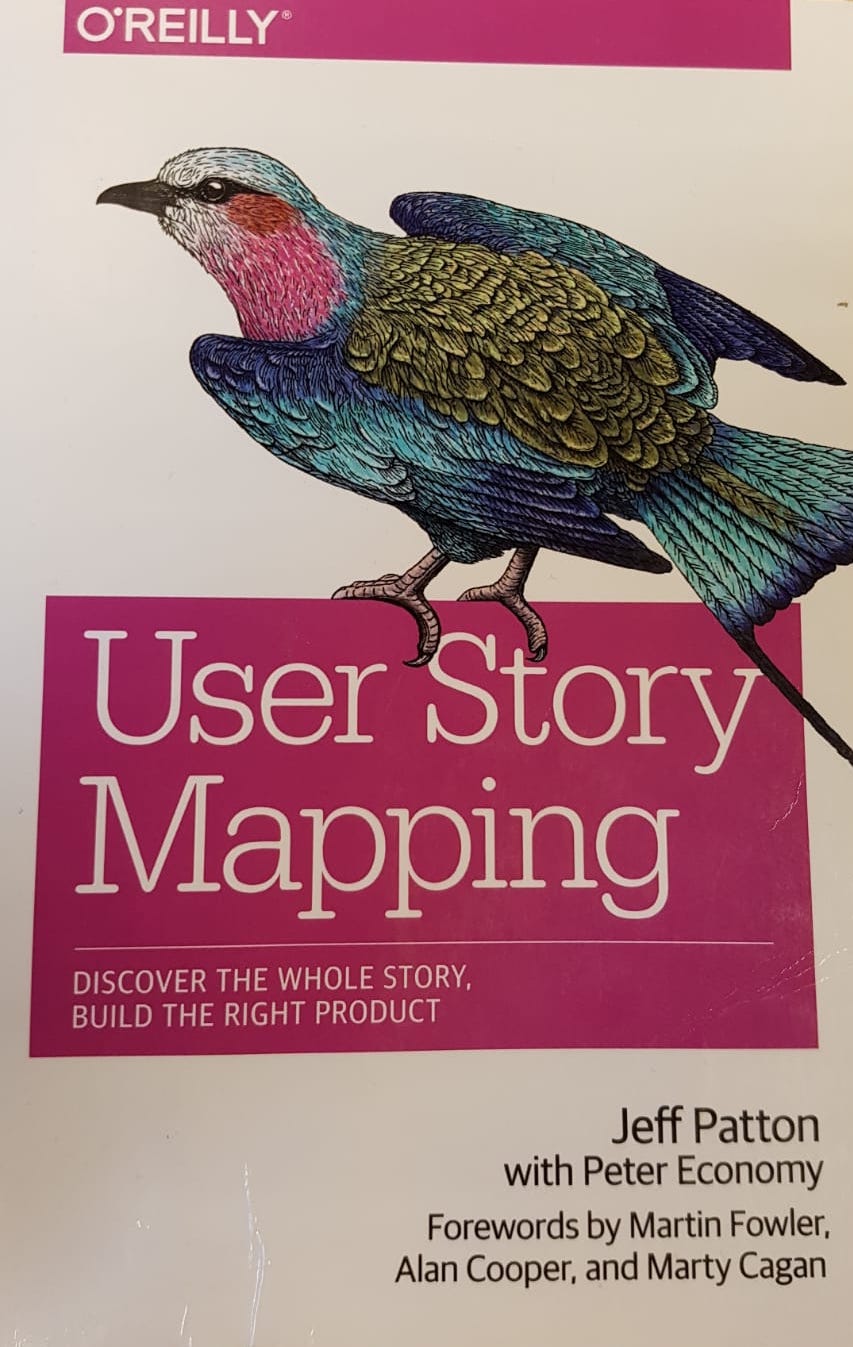 O'REILLY®
User Story
Mapping
DISCOVER THE WHOLE STORY,
BUILD THE RIGHT PRODUCT
Jeff Patton
with Peter Economy
Forewords by Martin Fowler,
Alan Cooper, and Marty Cagan